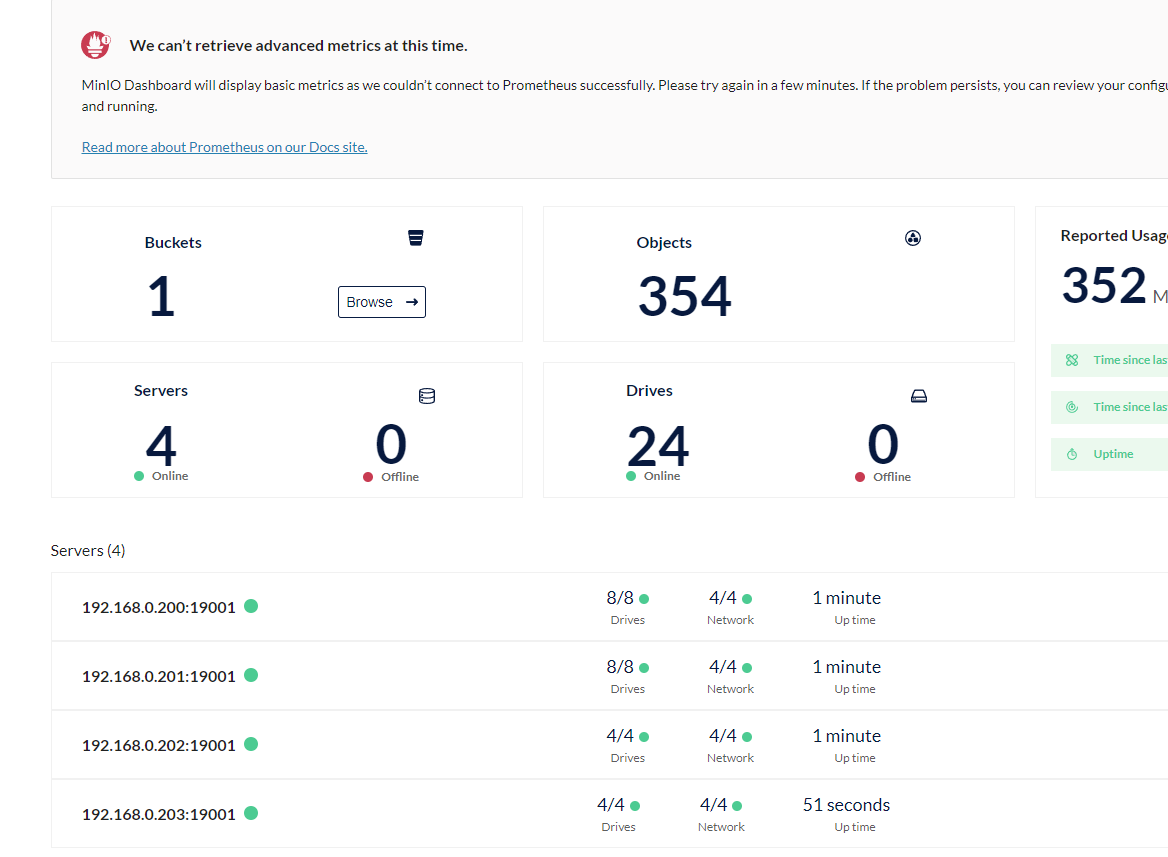 We can't retrieve advanced metrics at this time.
MinIO Dashboard will display basic metrics as we couldn't connect to Prometheus successfully. Please try again in a few minutes. If the problem persists, you can review your configu
and running.
Read more about Prometheus on our Docs site.
Buckets
1
Browse →
Objects
354
Reported Usage
352 M
Time since las
Time since las
Uptime
Servers
4
Online
0
Offline
Drives
24
Online
0
Offline
Servers (4)
192.168.0.200:19001
8/8
Drives
4/4
Network
1 minute
Up time
192.168.0.201:19001
8/8
Drives
4/4
Network
1 minute
Up time
192.168.0.202:19001
4/4
Drives
4/4
Network
1 minute
Up time
192.168.0.203:19001
4/4
Drives
4/4
Network
51 seconds
Up time